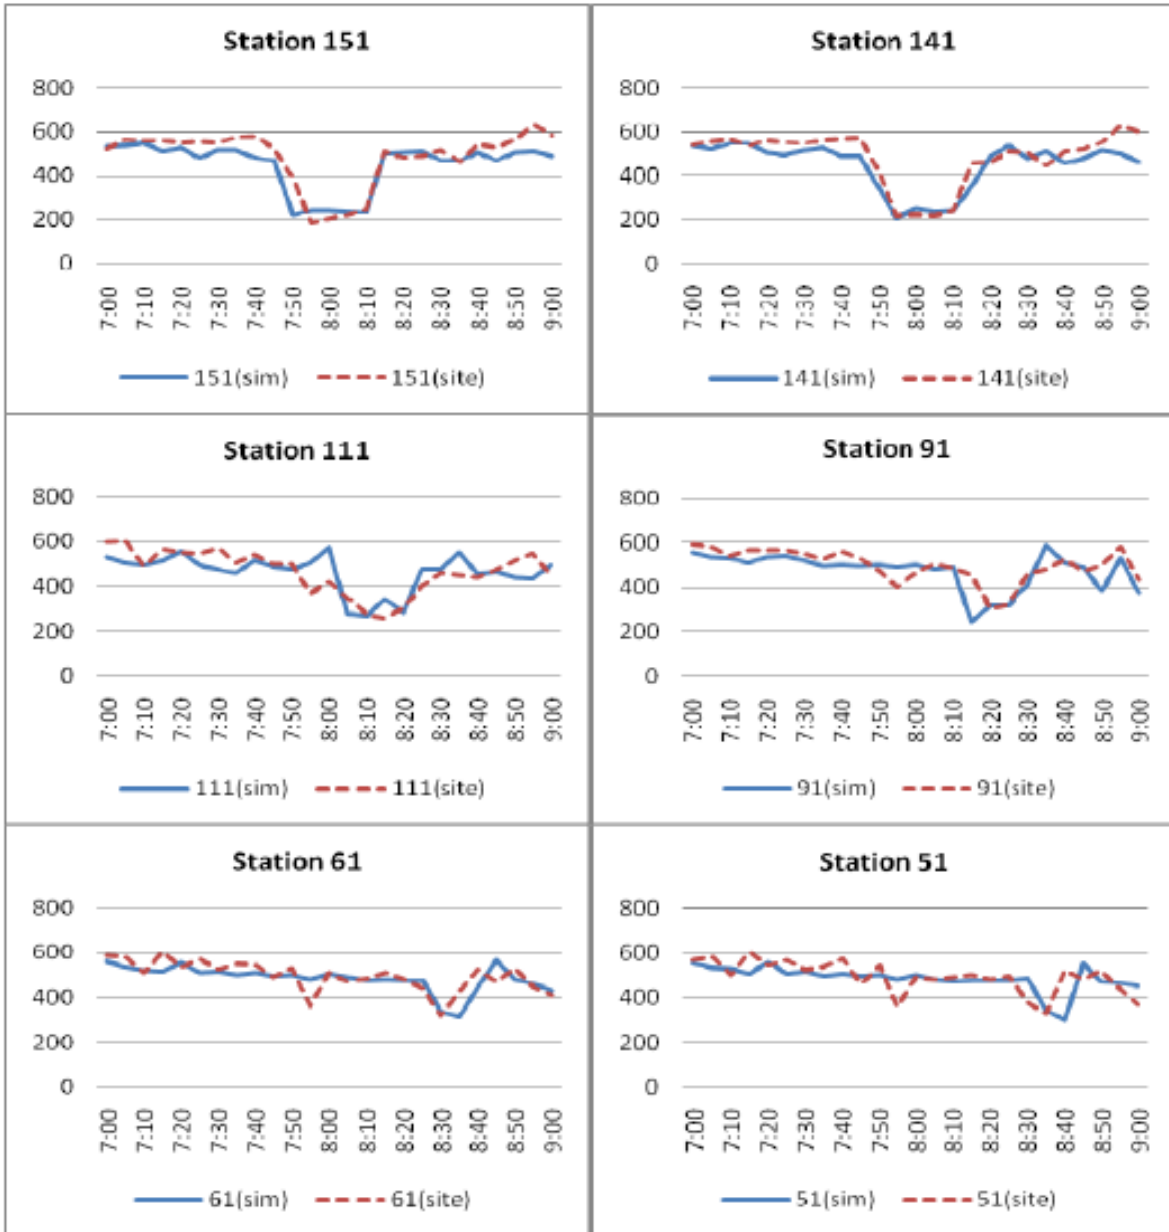 Station 151
800
600
400
200
0
7:00 7:10 7:20 7:30 7:40 7:50 8:00 8:10 8:20 8:30 8:40 8:50 9:00
151(sim) 151(site)
Station 141
800
600
400
200
0
7:00 7:10 7:20 7:30 7:40 7:50 8:00 8:10 8:20 8:30 8:40 8:50 9:00
141(sim) 141(site)
Station 111
800
600
400
200
0
7:00 7:10 7:20 7:30 7:40 7:50 8:00 8:10 8:20 8:30 8:40 8:50 9:00
111(sim) 111(site)
Station 91
800
600
400
200
0
7:00 7:10 7:20 7:30 7:40 7:50 8:00 8:10 8:20 8:30 8:40 8:50 9:00
91(sim) 91(site)
Station 61
800
600
400
200
0
7:00 7:10 7:20 7:30 7:40 7:50 8:00 8:10 8:20 8:30 8:40 8:50 9:00
61(sim) 61(site)
Station 51
800
600
400
200
0
7:00 7:10 7:20 7:30 7:40 7:50 8:00 8:10 8:20 8:30 8:40 8:50 9:00
51(sim) 51(site)